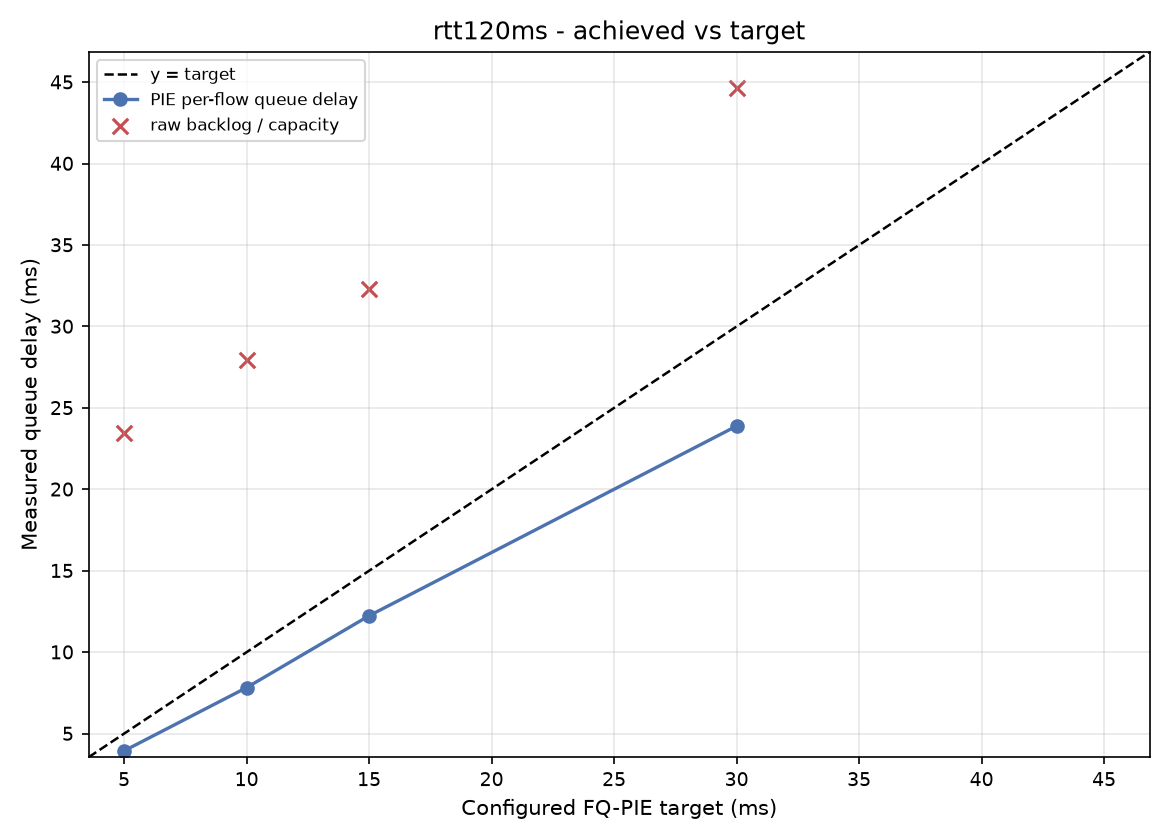 rtt120ms - achieved vs target
y = target
PIE per-flow queue delay
raw backlog / capacity
Measured queue delay (ms)
45
40
35
30
25
20
15
10
5
5 10 15 20 25 30 35 40 45
Configured FQ-PIE target (ms)